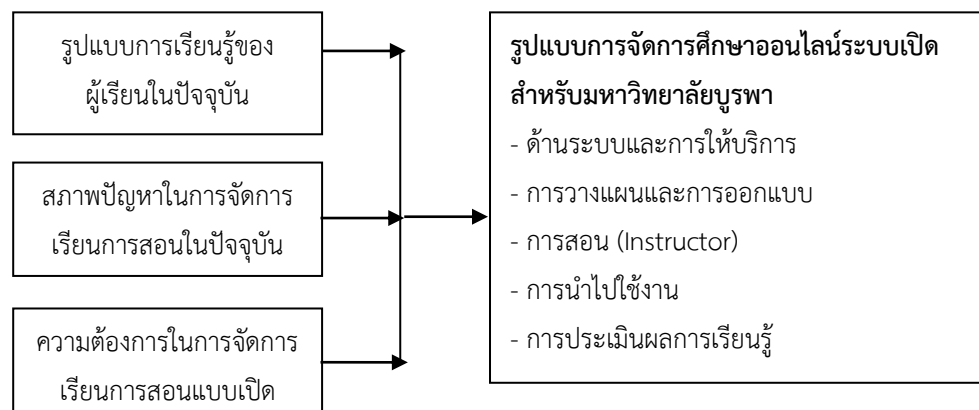 รูปแบบการเรียนรู้ของ
ผู้เรียนในปัจจุบัน
สภาพปัญหาในการจัดการ
เรียนการสอนในปัจจุบัน
ความต้องการในการจัดการ
เรียนการสอนแบบเปิด
รูปแบบการจัดการศึกษาออนไลน์ระบบเปิด
สำหรับมหาวิทยาลัยบูรพา
- ด้านระบบและการให้บริการ
- การวางแผนและการออกแบบ
- การสอน (Instructor)
- การนำไปใช้งาน
- การประเมินผลการเรียนรู้